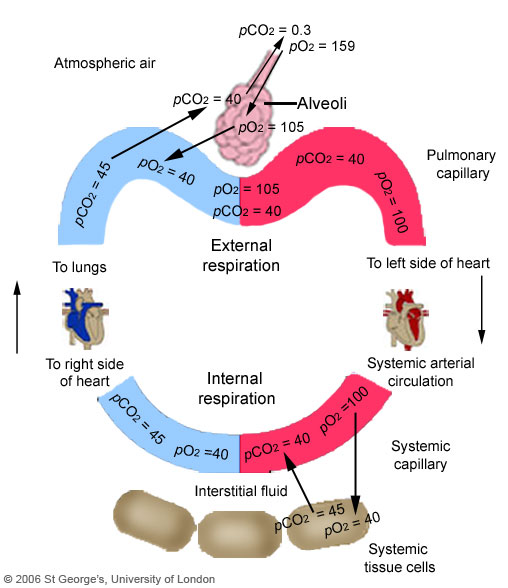 pCO2 = 0.3
pO2 = 159
Atmospheric air
pCO2 = 40
Alveoli
pO2 = 105
pCO2 = 45
pO2 = 40
pO2 = 105
pCO2 = 40
pCO2 = 40
pO2 = 100
Pulmonary
capillary
External
respiration
To lungs
To left side of heart
To right side
of heart
Systemic arterial
circulation
Internal
respiration
pCO2 = 45
pO2 =40
pCO2 = 40
pO2 =100
Systemic
capillary
Interstitial fluid
pCO2 = 45
pO2 = 40
Systemic
tissue cells
© 2006 St George's, University of London